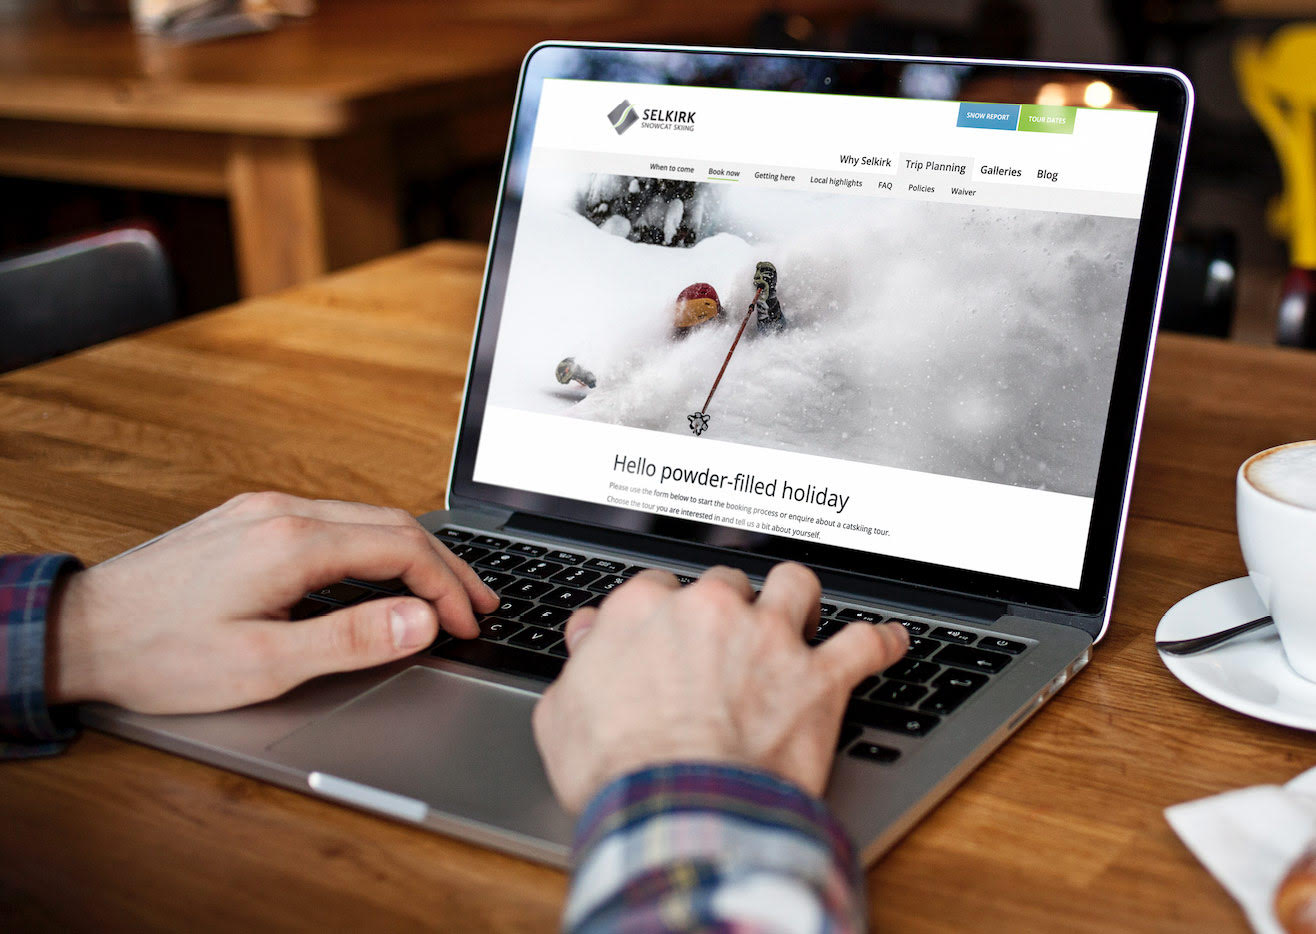 SELKIRK
SNOWCAT SKIING
SNOW REPORT
TOUR DATES
Why Selkirk
Trip Planning
Galleries
Blog
When to come
Book now
Getting here
Local highlights
FAQ
Policies
Waiver
Hello powder-filled holiday
Please use the form below to start the booking process or enquire about a catskiing tour.
Choose the tour you are interested in and tell us a bit about yourself.
W
E
R
D
C
V